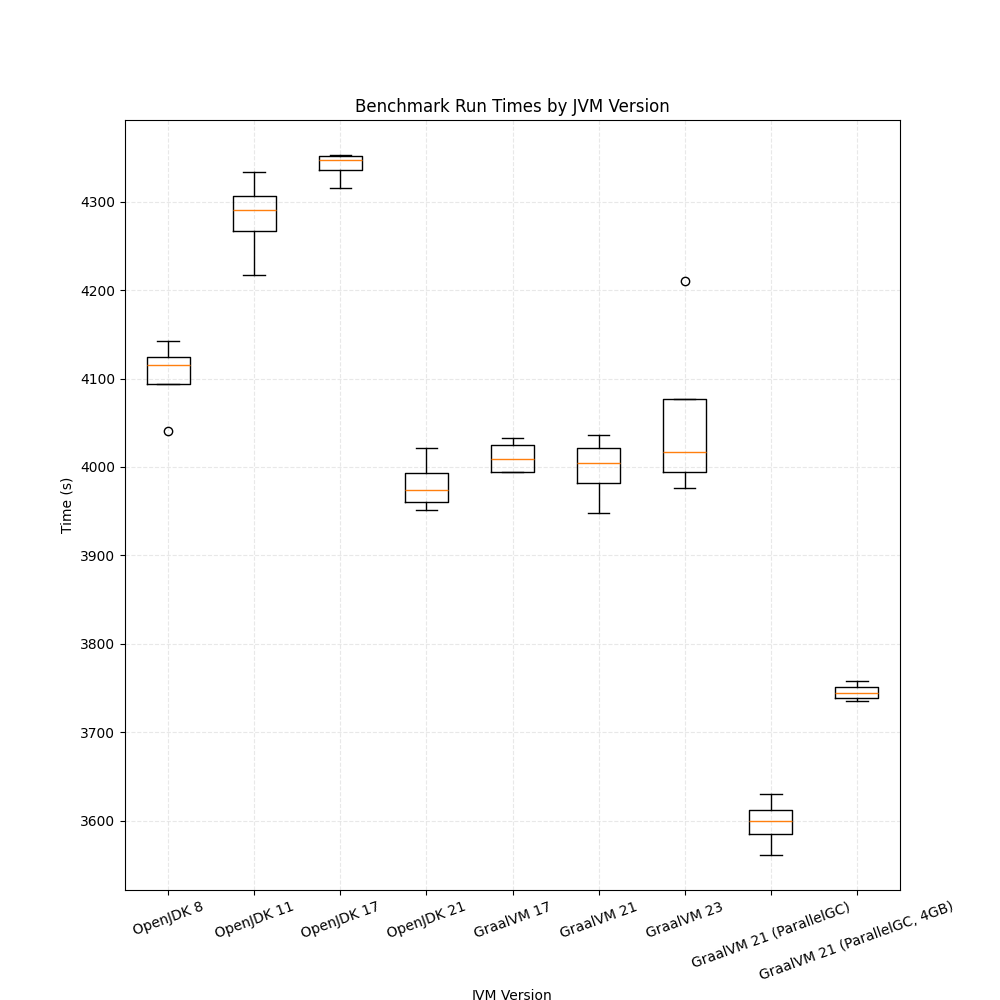 Benchmark Run Times by JVM Version
Time (s)
4300
4200
4100
4000
3900
3800
3700
3600
OpenJDK 8
OpenJDK 11
OpenJDK 17
OpenJDK 21
GraalVM 17
GraalVM 21
GraalVM 23
GraalVM 21 (ParallelGC)
GraalVM 21 (ParallelGC, 4GB)
JVM Version